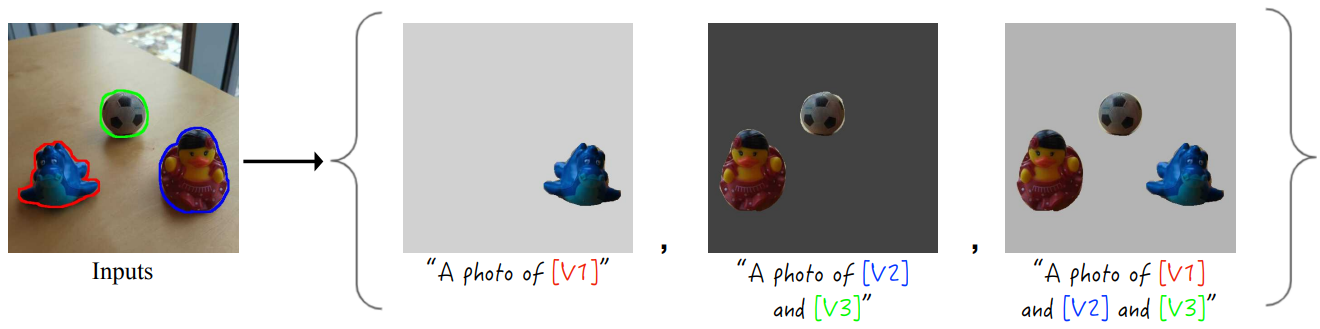 Inputs
“A photo of [V1]”
,
“A photo of [V2]
and [V3]”
,
“A photo of [V1]
and [V2] and [V3]”